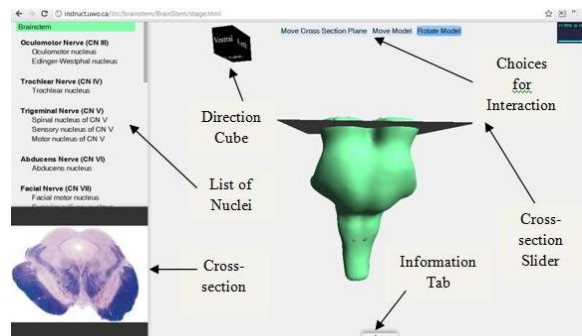 instruct.uwo.ca/itrc/brainstem/BrainStem/stage.html
Brainstem
Oculomotor Nerve (CN III)
Oculomotor nucleus
Edinger-Westphal nucleus
Trochlear Nerve (CN IV)
Trochlear nucleus
Trigeminal Nerve (CN V)
Spinal nucleus of CN V
Sensory nucleus of CN V
Motor nucleus of CN V
Abducens Nerve (CN VI)
Abducens nucleus
Facial Nerve (CN VII)
Facial motor nucleus
Ventral
Left
Move Cross Section Plane
Move Model
Rotate Model
Direction
Cube
Choices
for
Interaction
List of
Nuclei
Cross-
section
Information
Tab
Cross-
section
Slider